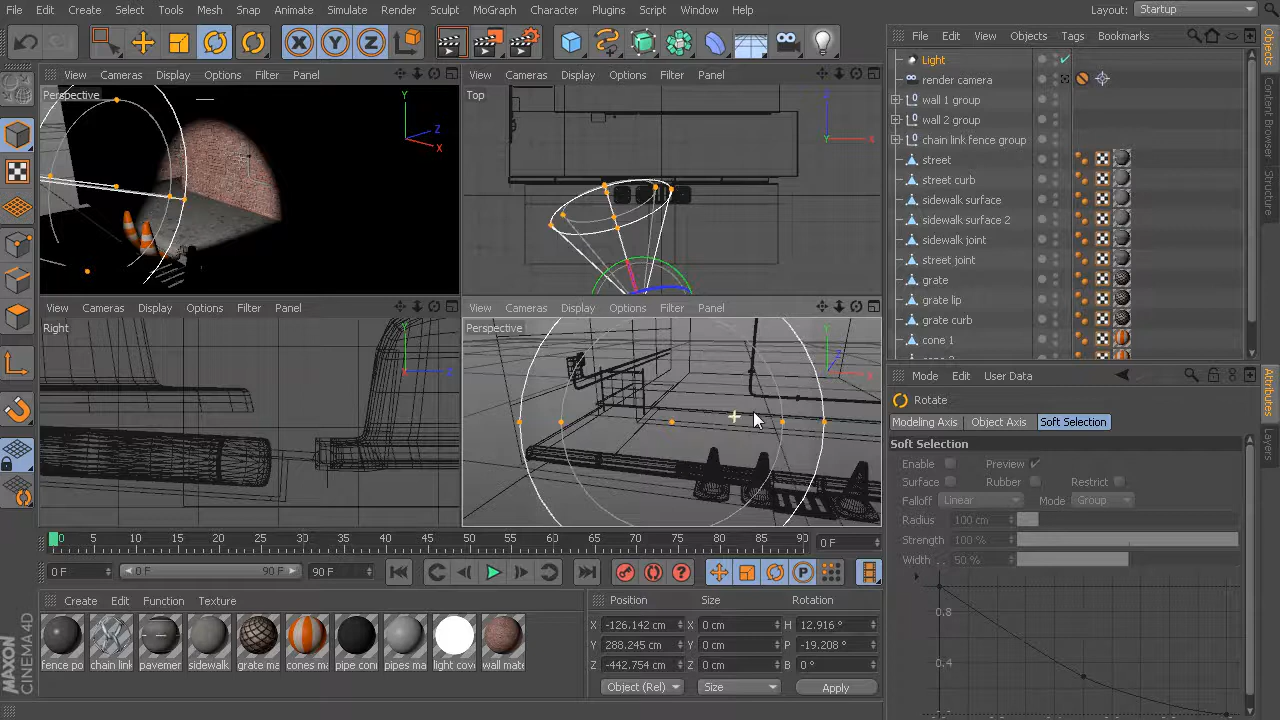 File Edit Create Select Tools Mesh Snap Animate Simulate Render Sculpt MoGraph Character Plugins Script Window Help Layout: Startup
File Edit View Objects Tags Bookmarks
View Cameras Display Options Filter Panel
View Cameras Display Options Filter Panel
Perspective
Y
Z
X
Top
Y
X
Light
render camera
wall 1 group
wall 2 group
chain link fence group
street
street curb
sidewalk surface
sidewalk surface 2
sidewalk joint
street joint
grate
grate lip
grate curb
cone 1
Objects
Content Browser
Structure
View Cameras Display Options Filter Panel
View Cameras Display Options Filter Panel
Right
Y
Z
Perspective
Y
Z
X
Mode Edit User Data
Rotate
Modeling Axis Object Axis Soft Selection
Soft Selection
Enable Preview
Surface Rubber Restrict
Falloff Linear Mode Group
Radius 100 cm
Strength 100 %
Width 50 %
0.8
0.4
Attributes
Layers
0 5 10 15 20 25 30 35 40 45 50 55 60 65 70 75 80 85 90 0 F
0 F 0 F 90 F 90 F
Create Edit Function Texture
fence po chain link pavemer sidewalk grate ma cones ma pipe conn pipes ma light cove wall mate
Position Size Rotation
X -126.142 cm X 0 cm H 12.916 °
Y 288.245 cm Y 0 cm P -19.208 °
Z -442.754 cm Z 0 cm B 0 °
Object (Rel) Size Apply
MAXON
CINEMA 4D